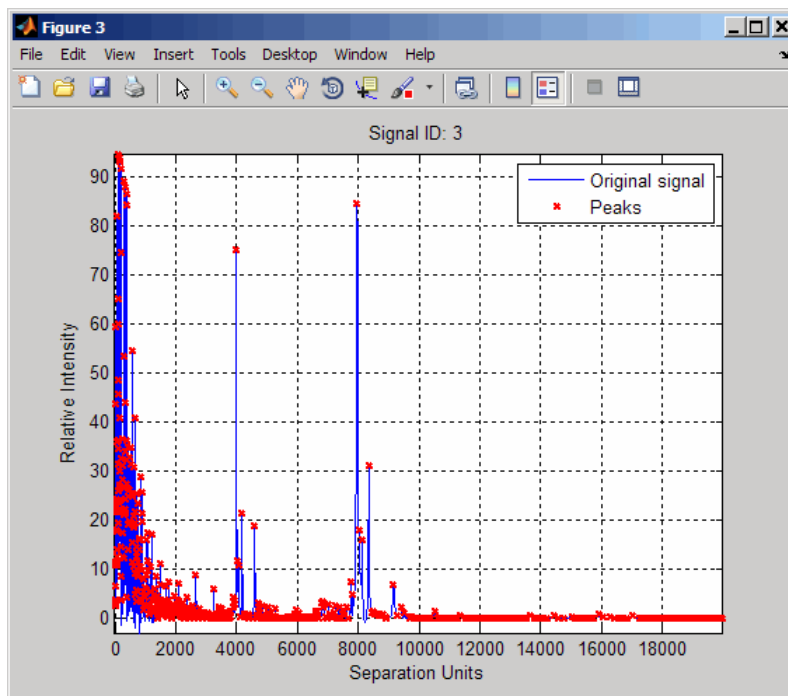 Figure 3
File Edit View Insert Tools Desktop Window Help
Signal ID: 3
Original signal
Peaks
90
80
70
60
50
40
30
20
10
0
Relative Intensity
0 2000 4000 6000 8000 10000 12000 14000 16000 18000
Separation Units